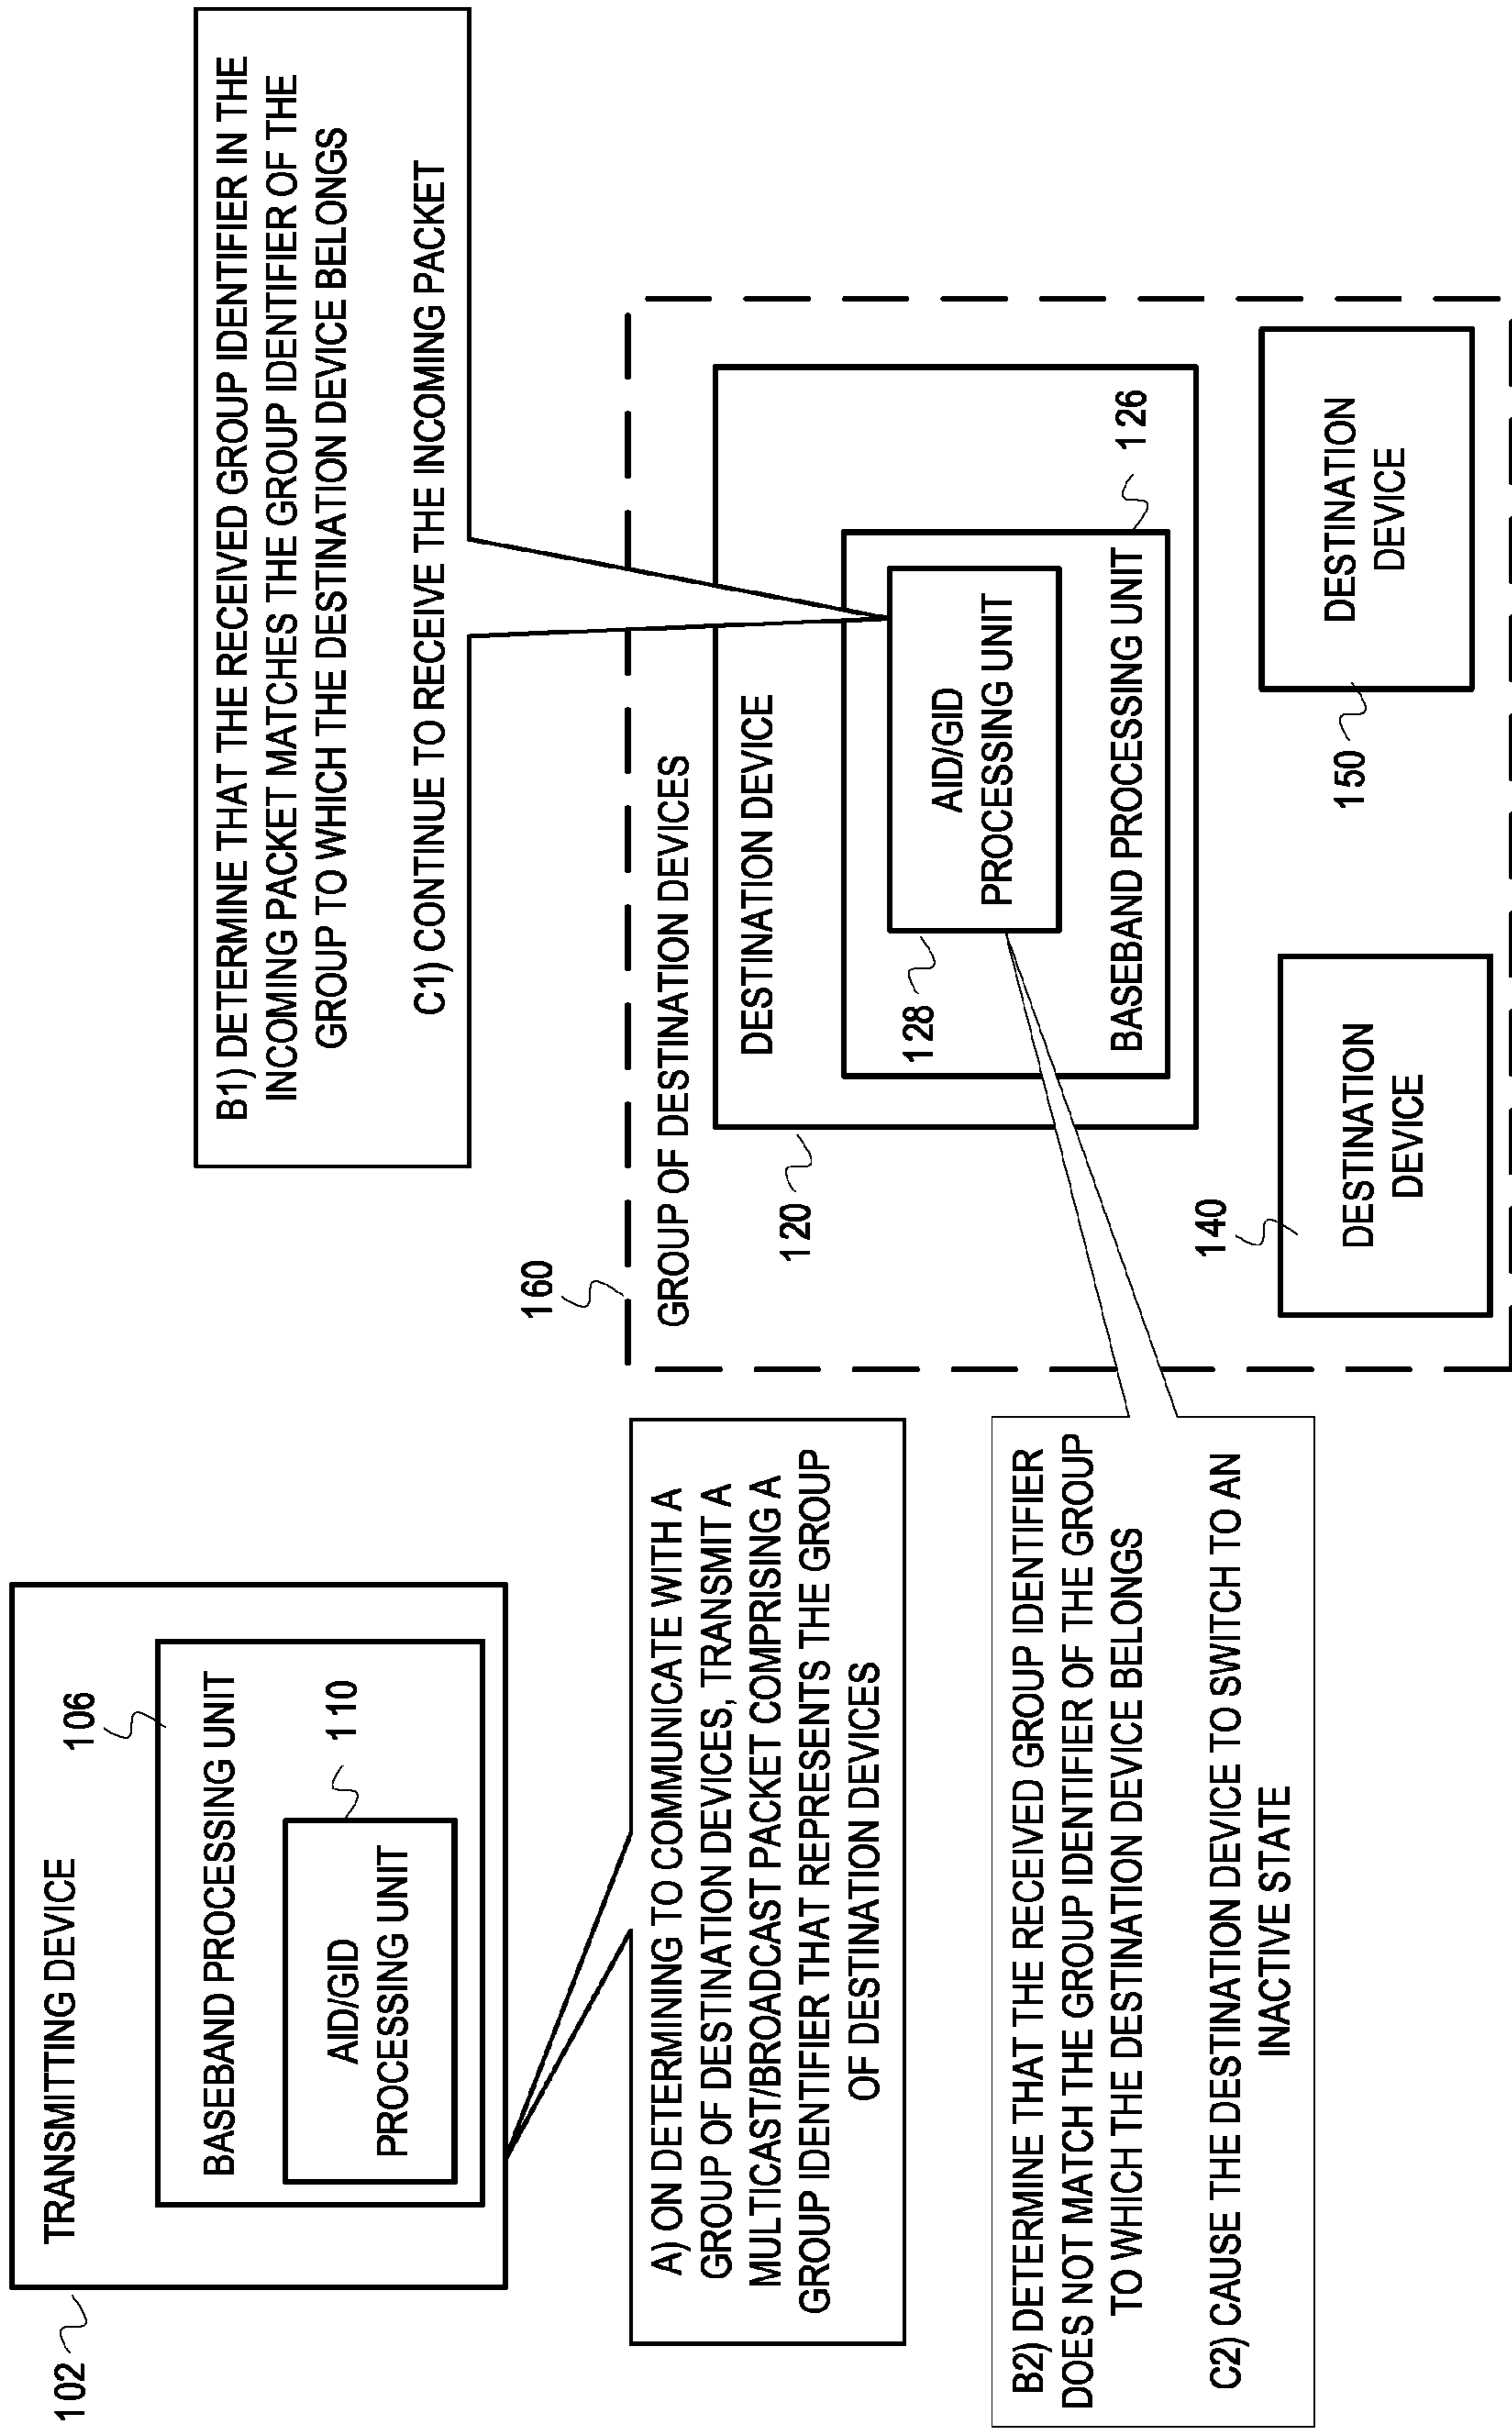 102
TRANSMITTING DEVICE
106
BASEBAND PROCESSING UNIT
110
AID/GID
PROCESSING UNIT
A) ON DETERMINING TO COMMUNICATE WITH A
GROUP OF DESTINATION DEVICES, TRANSMIT A
MULTICAST/BROADCAST PACKET COMPRISING A
GROUP IDENTIFIER THAT REPRESENTS THE GROUP
OF DESTINATION DEVICES
B1) DETERMINE THAT THE RECEIVED GROUP IDENTIFIER IN THE
INCOMING PACKET MATCHES THE GROUP IDENTIFIER OF THE
GROUP TO WHICH THE DESTINATION DEVICE BELONGS
C1) CONTINUE TO RECEIVE THE INCOMING PACKET
160
GROUP OF DESTINATION DEVICES
120
DESTINATION DEVICE
128
AID/GID
PROCESSING UNIT
126
BASEBAND PROCESSING UNIT
140
DESTINATION
DEVICE
150
DESTINATION
DEVICE
B2) DETERMINE THAT THE RECEIVED GROUP IDENTIFIER
DOES NOT MATCH THE GROUP IDENTIFIER OF THE GROUP
TO WHICH THE DESTINATION DEVICE BELONGS
C2) CAUSE THE DESTINATION DEVICE TO SWITCH TO AN
INACTIVE STATE